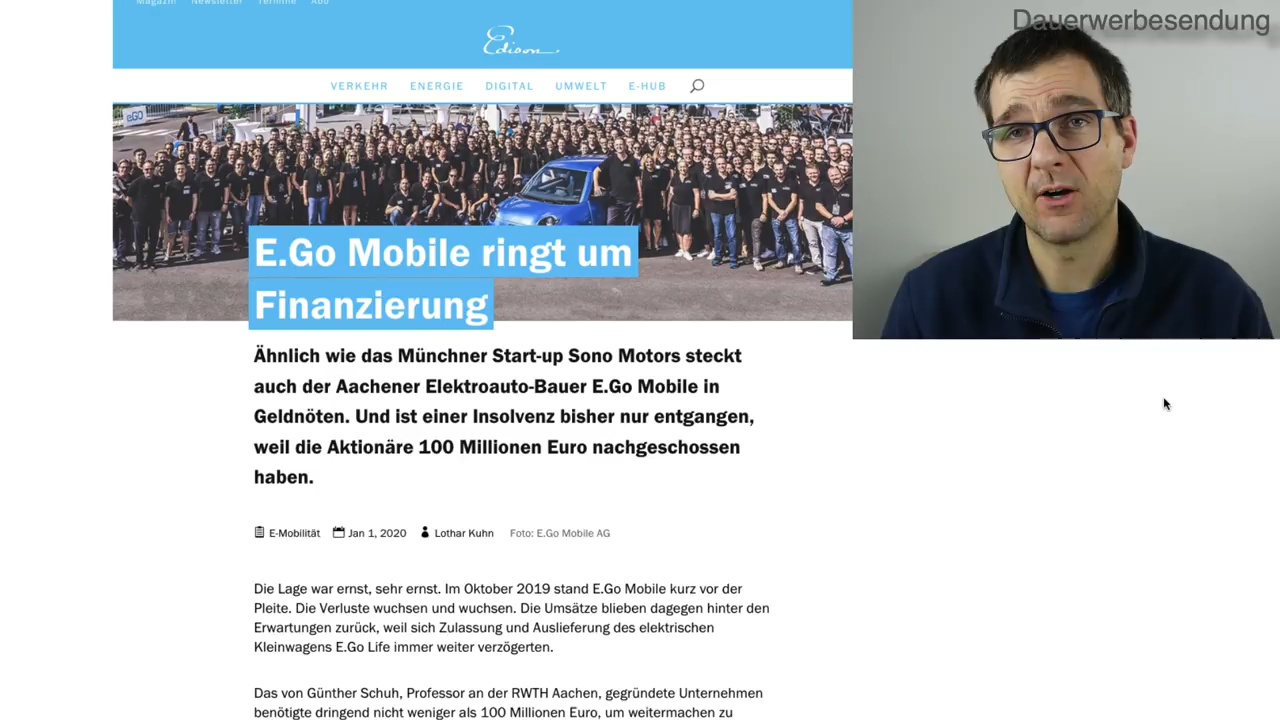 Magazin Newsletter Termine Abo
Dauerwerbesendung
Edison
VERKEHR ENERGIE DIGITAL UMWELT E-HUB
e.GO
E.Go Mobile ringt um
Finanzierung
Ähnlich wie das Münchner Start-up Sono Motors steckt
auch der Aachener Elektroauto-Bauer E.Go Mobile in
Geldnöten. Und ist einer Insolvenz bisher nur entgangen,
weil die Aktionäre 100 Millionen Euro nachgeschossen
haben.
E-Mobilität Jan 1, 2020 Lothar Kuhn Foto: E.Go Mobile AG
Die Lage war ernst, sehr ernst. Im Oktober 2019 stand E.Go Mobile kurz vor der
Pleite. Die Verluste wuchsen und wuchsen. Die Umsätze blieben dagegen hinter den
Erwartungen zurück, weil sich Zulassung und Auslieferung des elektrischen
Kleinwagens E.Go Life immer weiter verzögerten.
Das von Günther Schuh, Professor an der RWTH Aachen, gegründete Unternehmen
benötigte dringend nicht weniger als 100 Millionen Euro, um weitermachen zu